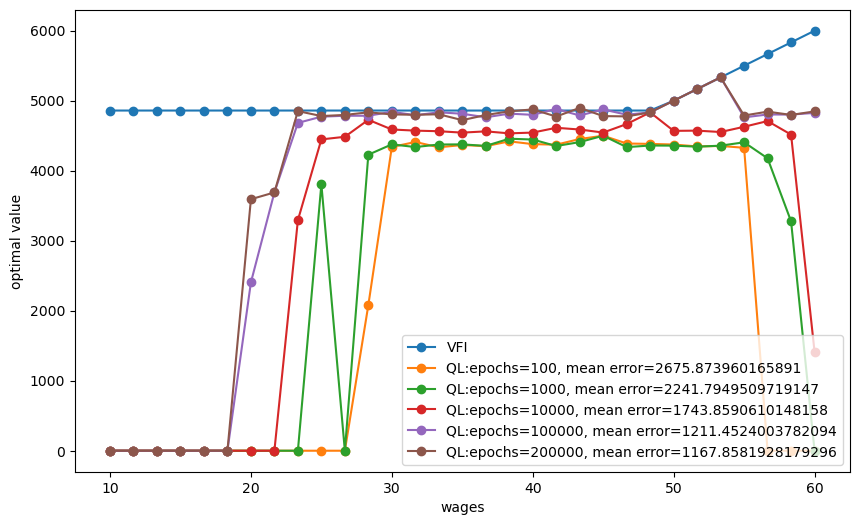 6000
5000
4000
3000
2000
1000
0
optimal value
VFI
QL:epochs=100, mean error=2675.873960165891
QL:epochs=1000, mean error=2241.7949509719147
QL:epochs=10000, mean error=1743.8590610148158
QL:epochs=100000, mean error=1211.4524003782094
QL:epochs=200000, mean error=1167.8581928179296
10 20 30 40 50 60
wages